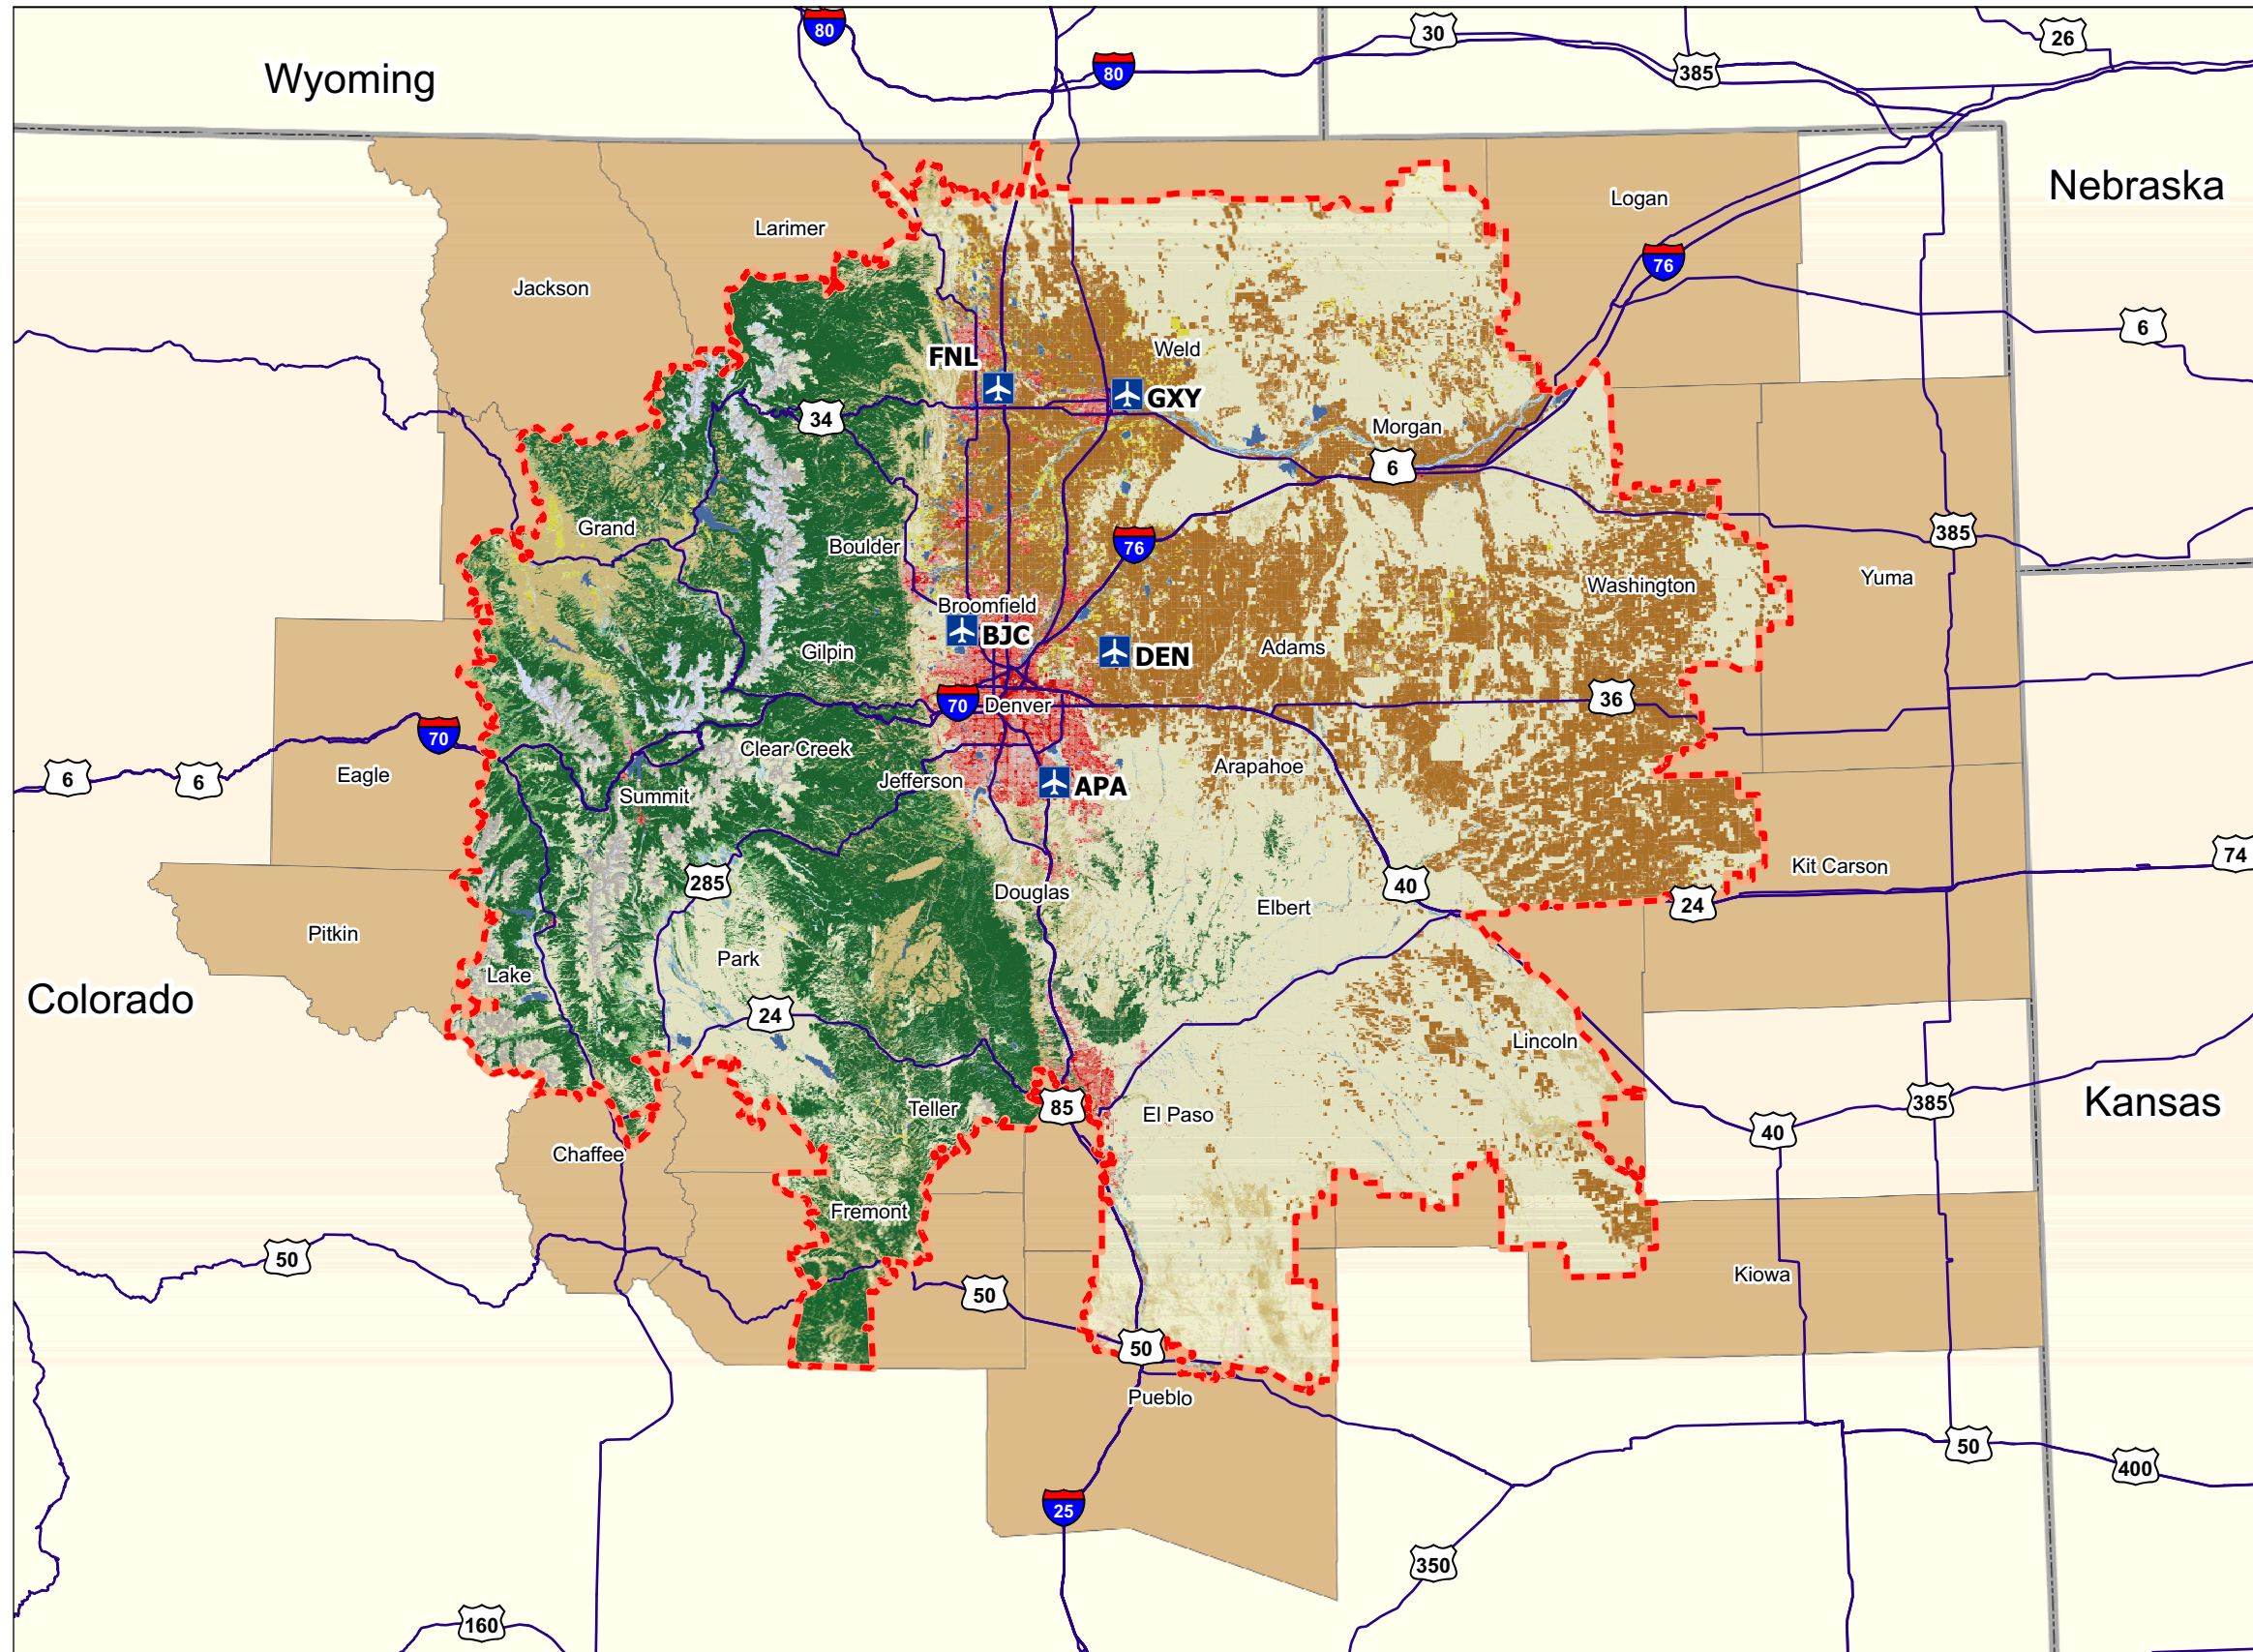 80
30
26
80
385
Wyoming
Nebraska
Logan
Larimer
76
Jackson
6
Weld
FNL
GXY
34
Morgan
6
Grand
385
Boulder
76
Yuma
Washington
Broomfield
BJC
Adams
Gilpin
DEN
36
70
Denver
70
Clear Creek
Arapahoe
6
6
Eagle
Jefferson
APA
Summit
74
Kit Carson
285
40
Douglas
24
Elbert
Pitkin
Park
Lake
Colorado
24
Lincoln
Kansas
385
85
Teller
El Paso
40
Chaffee
Fremont
50
Kiowa
50
50
Pueblo
50
400
25
350
160